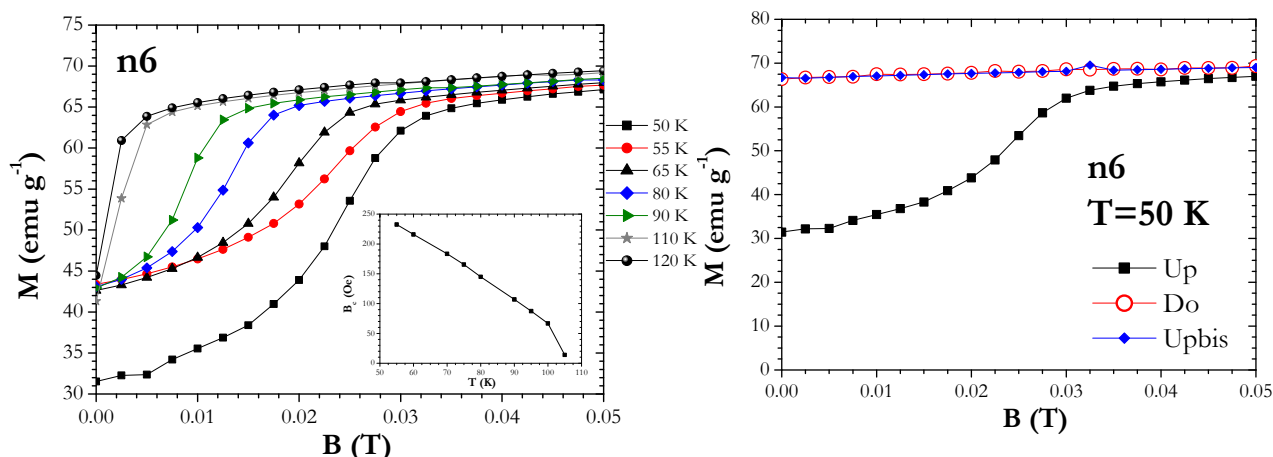 n6
75
70
65
60
55
50
45
40
35
30
M (emu g⁻¹)
0.00 0.01 0.02 0.03 0.04 0.05
B (T)
50 K
55 K
65 K
80 K
90 K
110 K
120 K
250
200
150
100
50
0
B_c (Oe)
50 60 70 80 90 100 110
T (K)
80
70
60
50
40
30
20
10
0
M (emu g⁻¹)
n6
T=50 K
Up
Do
Upbis
0.00 0.01 0.02 0.03 0.04 0.05
B (T)